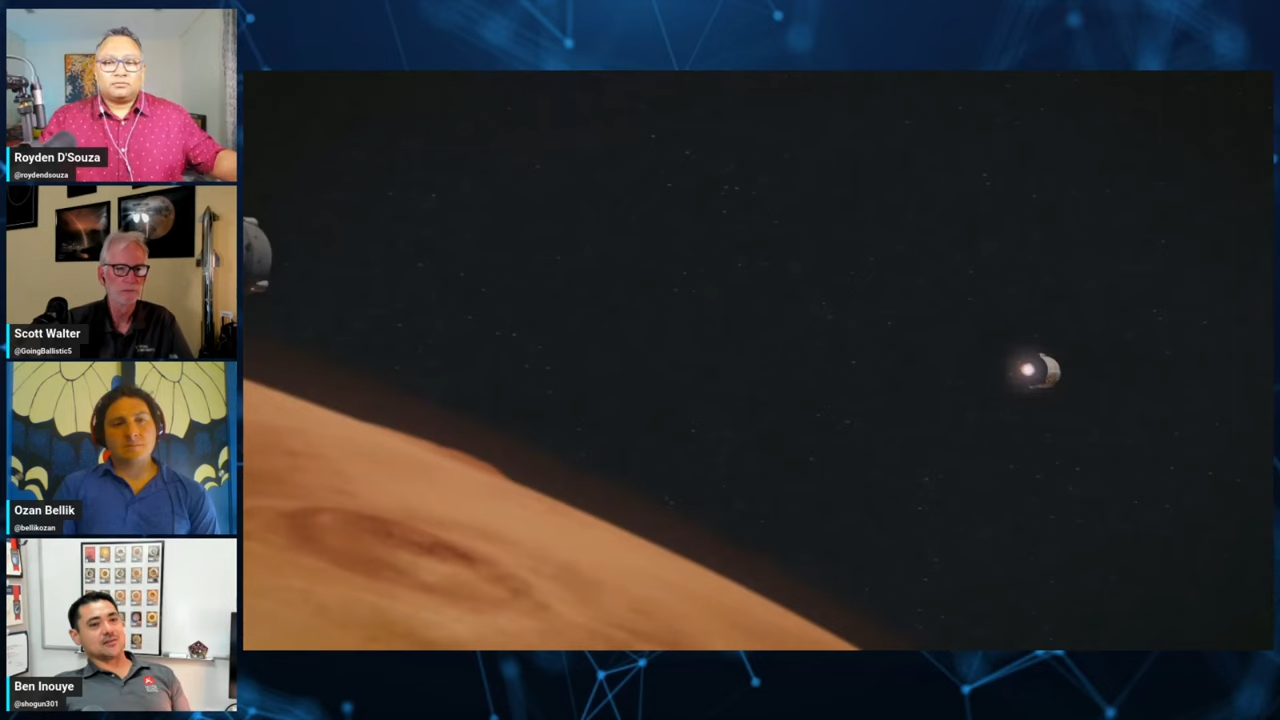 Royden D'Souza
@roydendsouza
Scott Walter
@GoingBallistic5
Ozan Bellik
@bellikozan
Ben Inouye
@shogun301